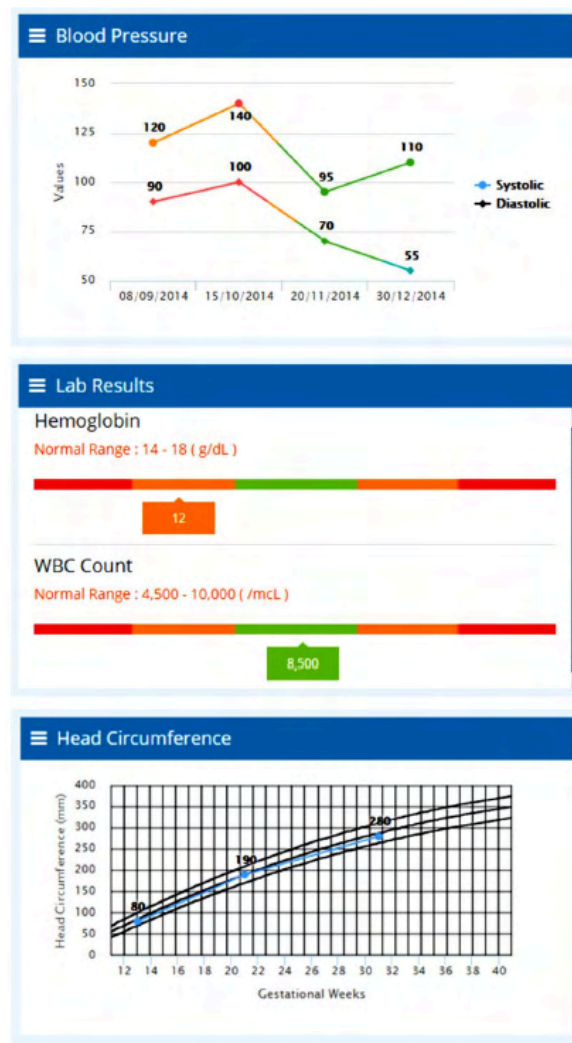 Blood Pressure
150
125
100
75
50
Values
120
140
95
110
90
100
70
55
08/09/2014 15/10/2014 20/11/2014 30/12/2014
Systolic
Diastolic
Lab Results
Hemoglobin
Normal Range : 14 - 18 ( g/dL )
12
WBC Count
Normal Range : 4,500 - 10,000 ( /mcL )
8,500
Head Circumference
400
350
300
250
200
150
100
50
0
Head Circumference (mm)
80
190
280
12 14 16 18 20 22 24 26 28 30 32 34 36 38 40
Gestational Weeks